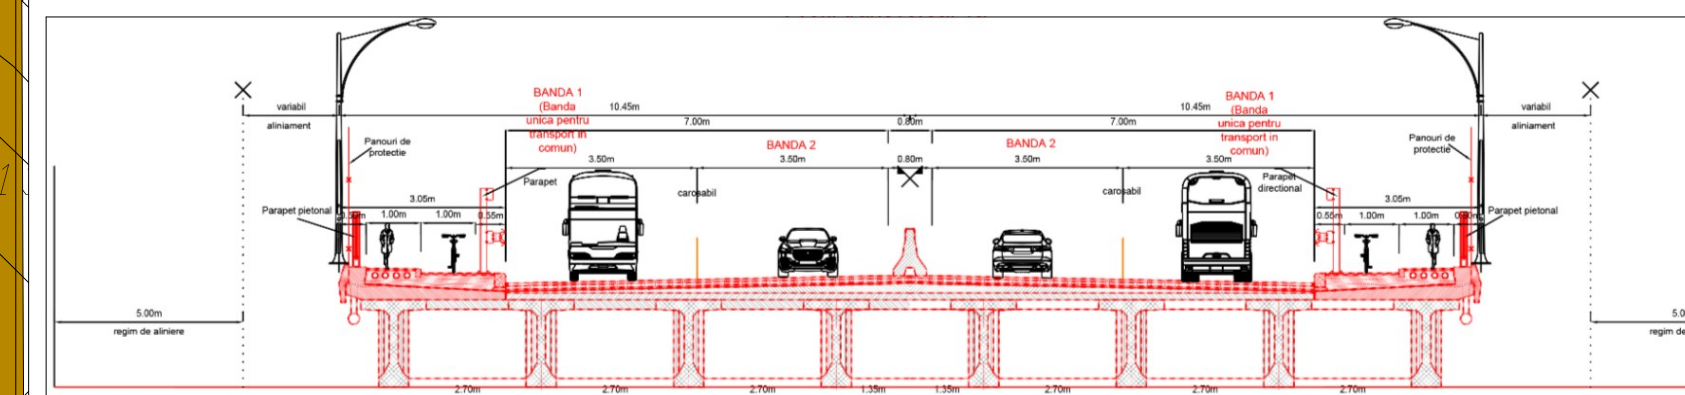 BANDA 1
(Banda
unica pentru
transport in
comun)
BANDA 1
(Banda
unica pentru
transport in
comun)
variabil
10.45m
10.45m
variabil
aliniament
7.00m
0.80m
7.00m
aliniament
Panouri de
protectie
BANDA 2
BANDA 2
Panouri de
protectie
3.50m
3.50m
0.80m
3.50m
3.50m
Parapet
carosabil
carosabil
Parapet
directional
3.05m
3.05m
Parapet pietonal
1.00m
1.00m
0.55m
0.55m
1.00m
1.00m
Parapet pietonal
5.00m
regim de aliniere
5.0
regim de
2.70m
2.70m
2.70m
1.35m
1.35m
2.70m
2.70m
2.70m
1